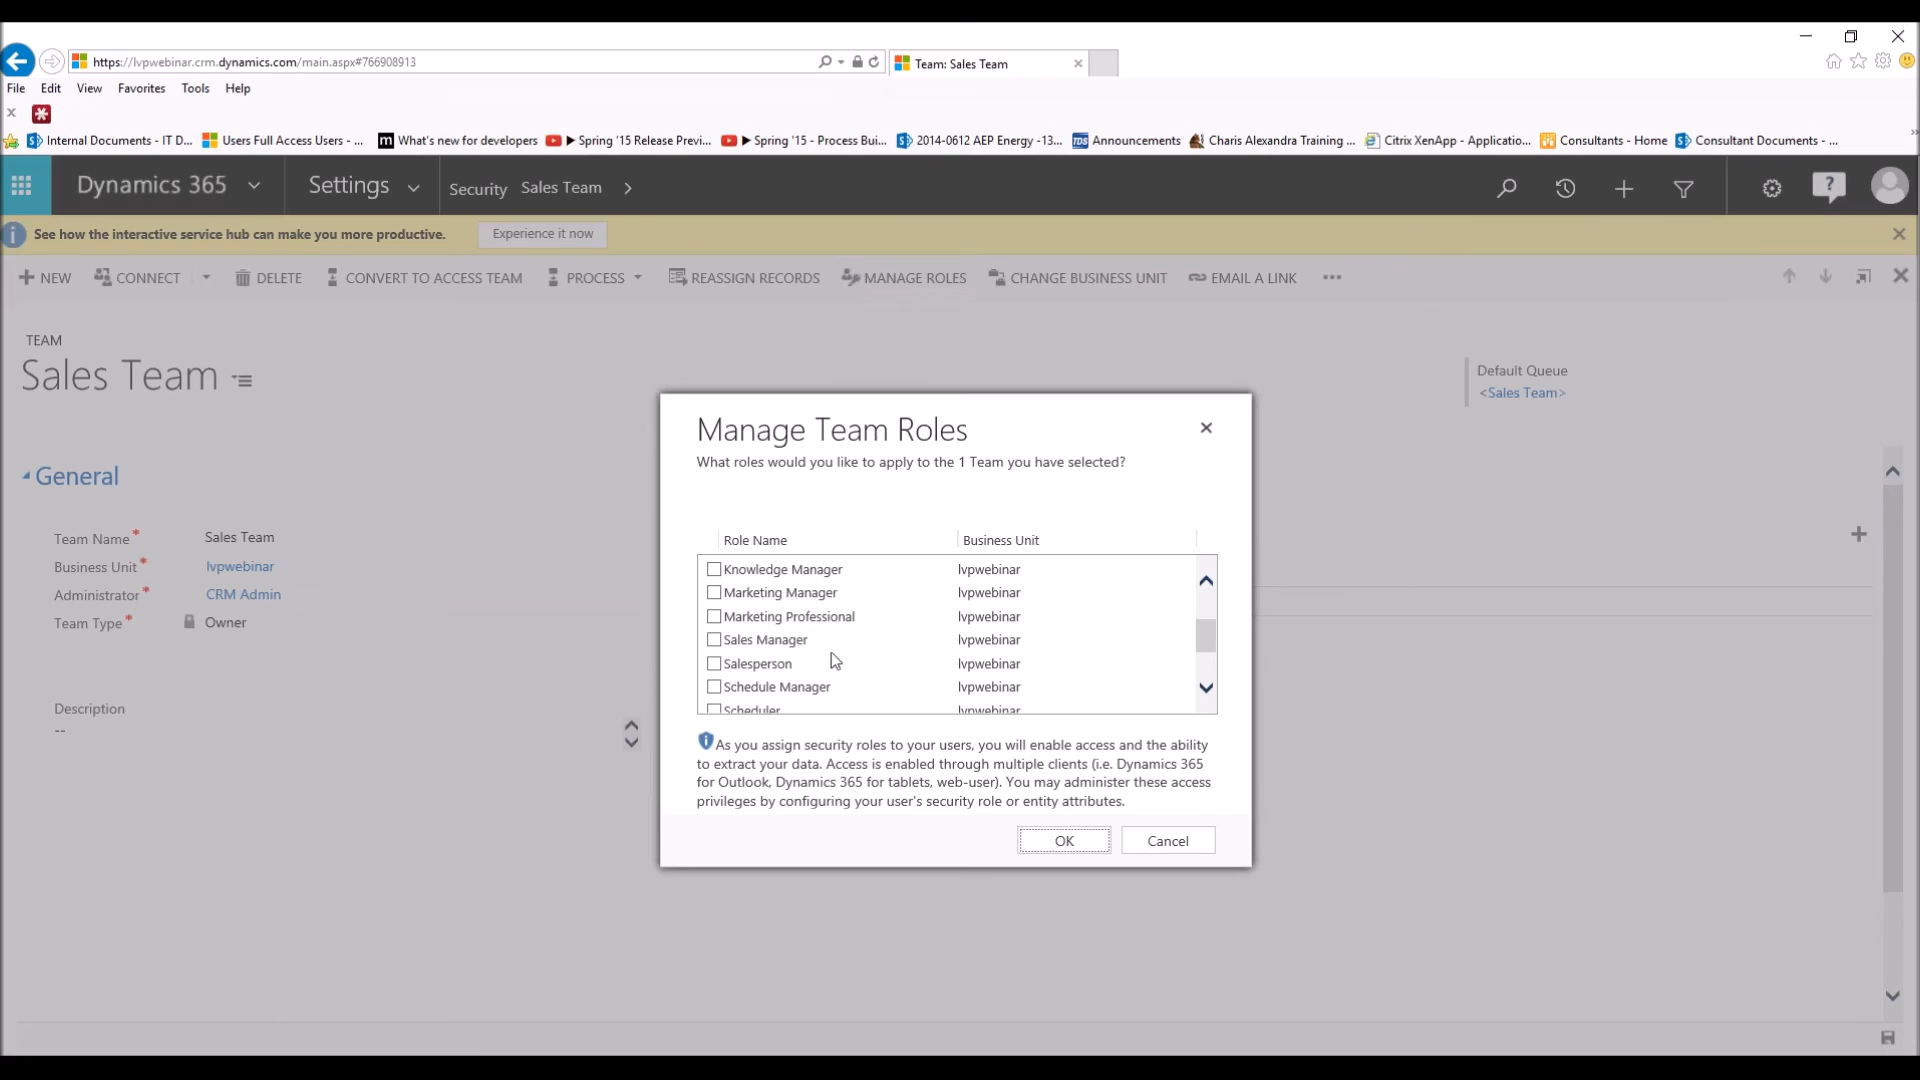 https://lvpwebinar.crm.dynamics.com/main.aspx#766908913
Team: Sales Team
File Edit View Favorites Tools Help
Internal Documents - IT D... Users Full Access Users - ... What's new for developers ▶ Spring '15 Release Previ... ▶ Spring '15 - Process Bui... 2014-0612 AEP Energy -13... Announcements Charis Alexandra Training ... Citrix XenApp - Applicatio... Consultants - Home Consultant Documents - ...
Dynamics 365 Settings Security Sales Team
See how the interactive service hub can make you more productive. Experience it now
NEW CONNECT DELETE CONVERT TO ACCESS TEAM PROCESS REASSIGN RECORDS MANAGE ROLES CHANGE BUSINESS UNIT EMAIL A LINK
TEAM
Sales Team
Default Queue
<Sales Team>
General
Team Name* Sales Team
Business Unit* lvpwebinar
Administrator* CRM Admin
Team Type* Owner
Description
--
Manage Team Roles
What roles would you like to apply to the 1 Team you have selected?
Role Name Business Unit
Knowledge Manager lvpwebinar
Marketing Manager lvpwebinar
Marketing Professional lvpwebinar
Sales Manager lvpwebinar
Salesperson lvpwebinar
Schedule Manager lvpwebinar
Scheduler lvpwebinar
As you assign security roles to your users, you will enable access and the ability
to extract your data. Access is enabled through multiple clients (i.e. Dynamics 365
for Outlook, Dynamics 365 for tablets, web-user). You may administer these access
privileges by configuring your user's security role or entity attributes.
OK Cancel